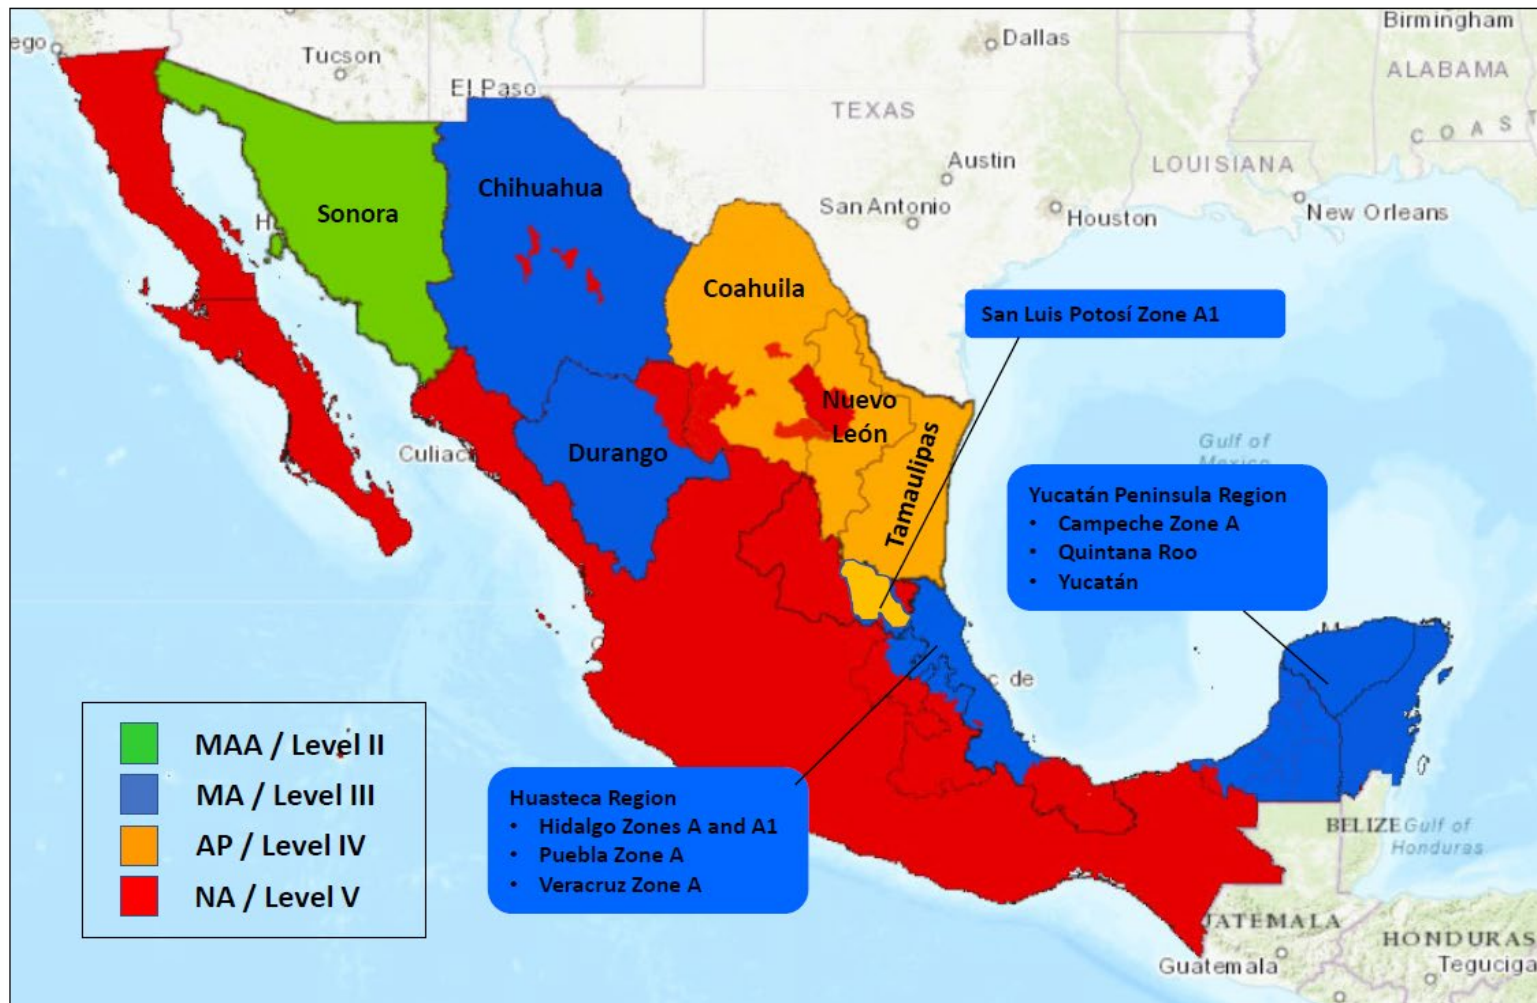 Birmingham
ego
Dallas
Tucson
ALABAMA
El Paso
TEXAS
C O A S T
Austin
LOUISIANA
Chihuahua
San Antonio
Sonora
H
Houston
New Orleans
Coahuila
San Luis Potosí Zone A1
Nuevo
León
Gulf of
Mexico
Culiac
Durango
Tamaulipas
Yucatán Peninsula Region
• Campeche Zone A
• Quintana Roo
• Yucatán
M
c de
MAA / Level II
MA / Level III
AP / Level IV
NA / Level V
Huasteca Region
• Hidalgo Zones A and A1
• Puebla Zone A
• Veracruz Zone A
BELIZE
Gulf of
Honduras
JATEMALA
HONDURAS
Guatemala
Teguciga